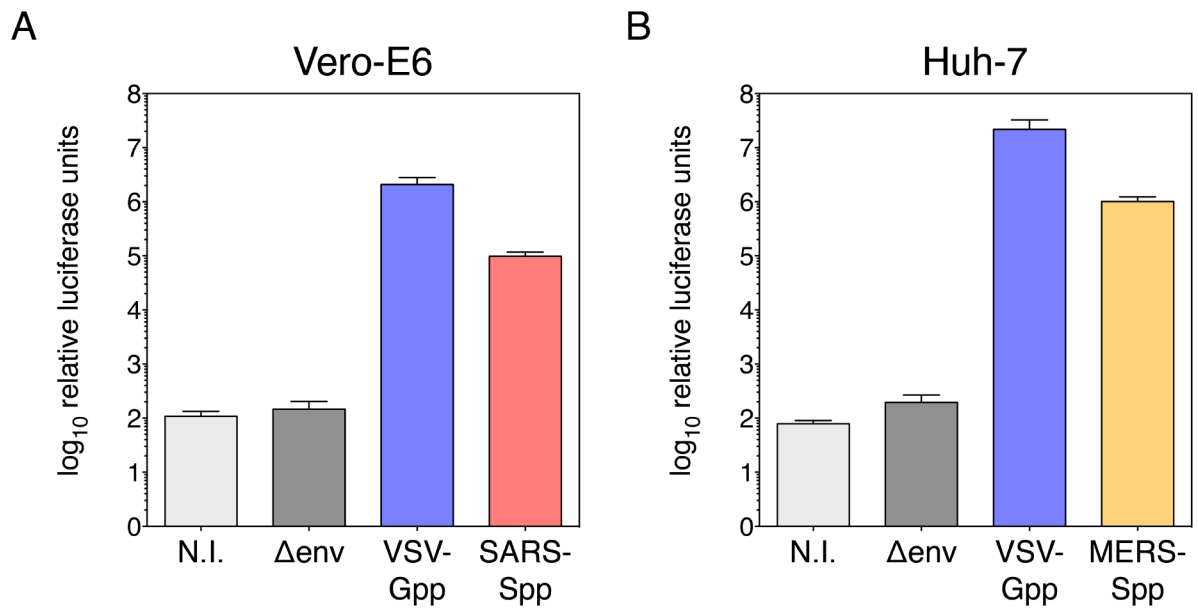 A
Vero-E6
log10 relative luciferase units
8
7
6
5
4
3
2
1
0
N.I.
Δenv
VSV-
Gpp
SARS-
Spp
B
Huh-7
log10 relative luciferase units
8
7
6
5
4
3
2
1
0
N.I.
Δenv
VSV-
Gpp
MERS-
Spp